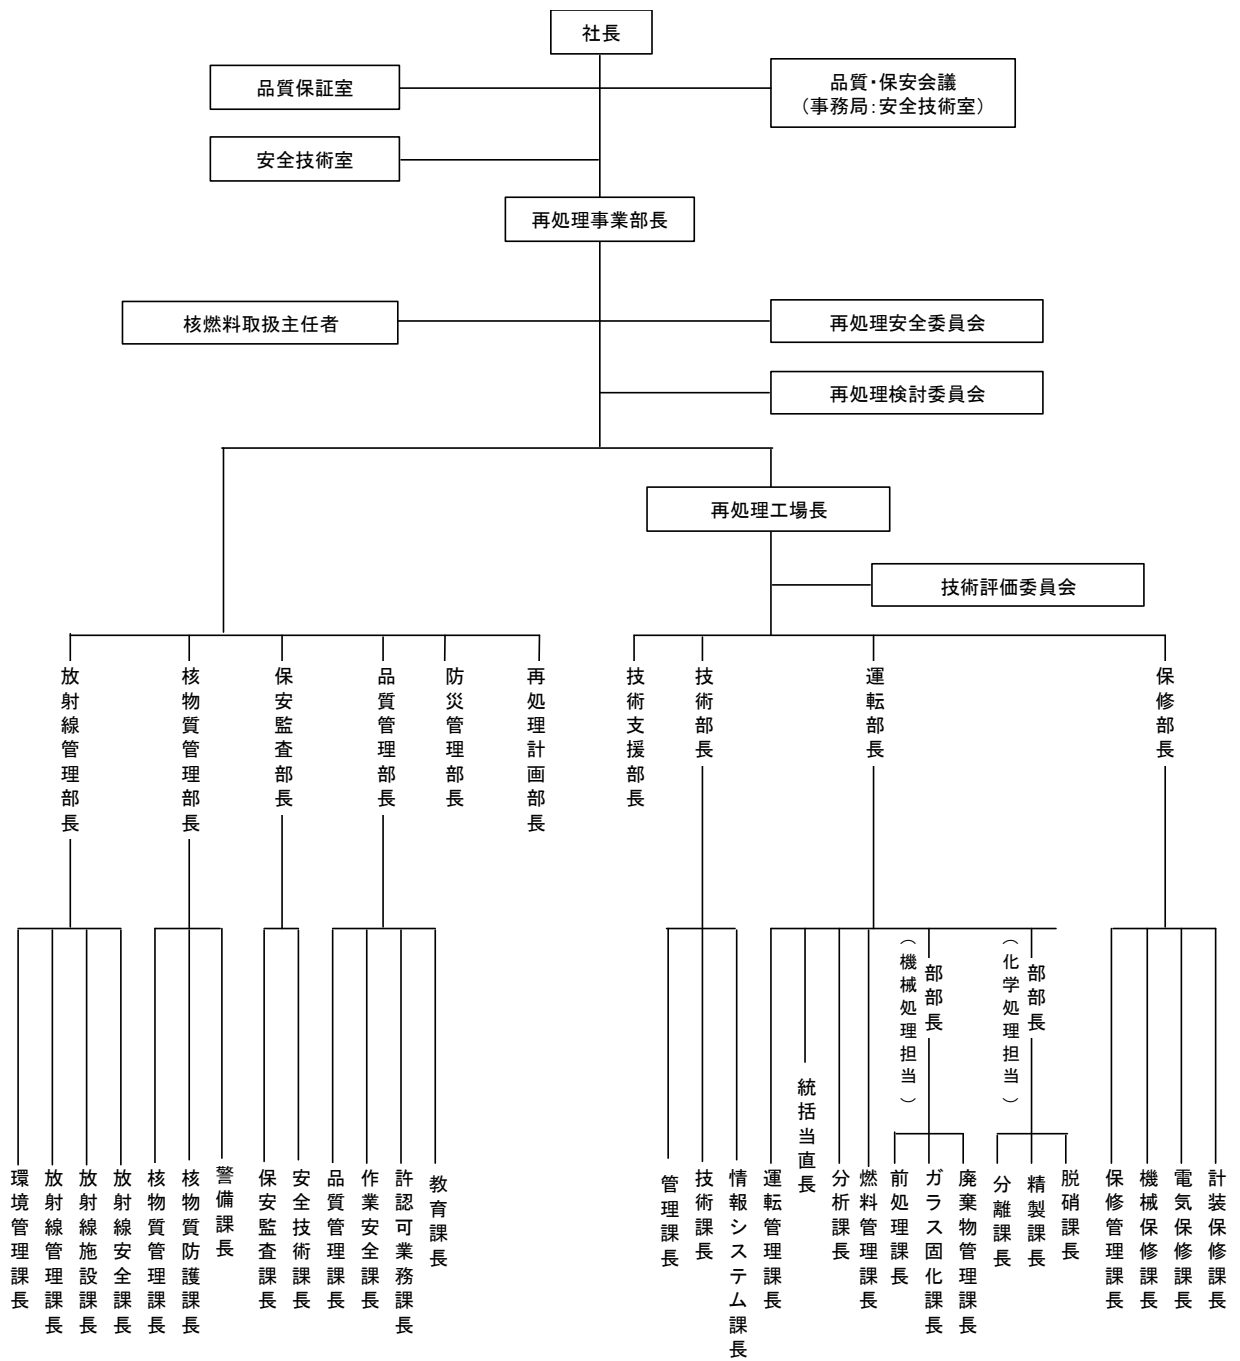 社長
品質保証室
品質・保安会議
（事務局：安全技術室）
安全技術室
再処理事業部長
核燃料取扱主任者
再処理安全委員会
再処理検討委員会
再処理工場長
技術評価委員会
放射線管理部長
核物質管理部長
保安監査部長
品質管理部長
防災管理部長
再処理計画部長
技術支援部長
技術部長
運転部長
保修部長
環境管理課長
放射線管理課長
放射線施設課長
放射線安全課長
核物質管理課長
核物質防護課長
警備課長
保安監査課長
安全技術課長
品質管理課長
作業安全課長
許認可業務課長
教育課長
管理課長
技術課長
情報システム課長
運転管理課長
統括当直長
分析課長
燃料管理課長
部部長
（機械処理担当）
前処理課長
ガラス固化課長
廃棄物管理課長
部部長
（化学処理担当）
分離課長
精製課長
脱硝課長
保修管理課長
機械保修課長
電気保修課長
計装保修課長